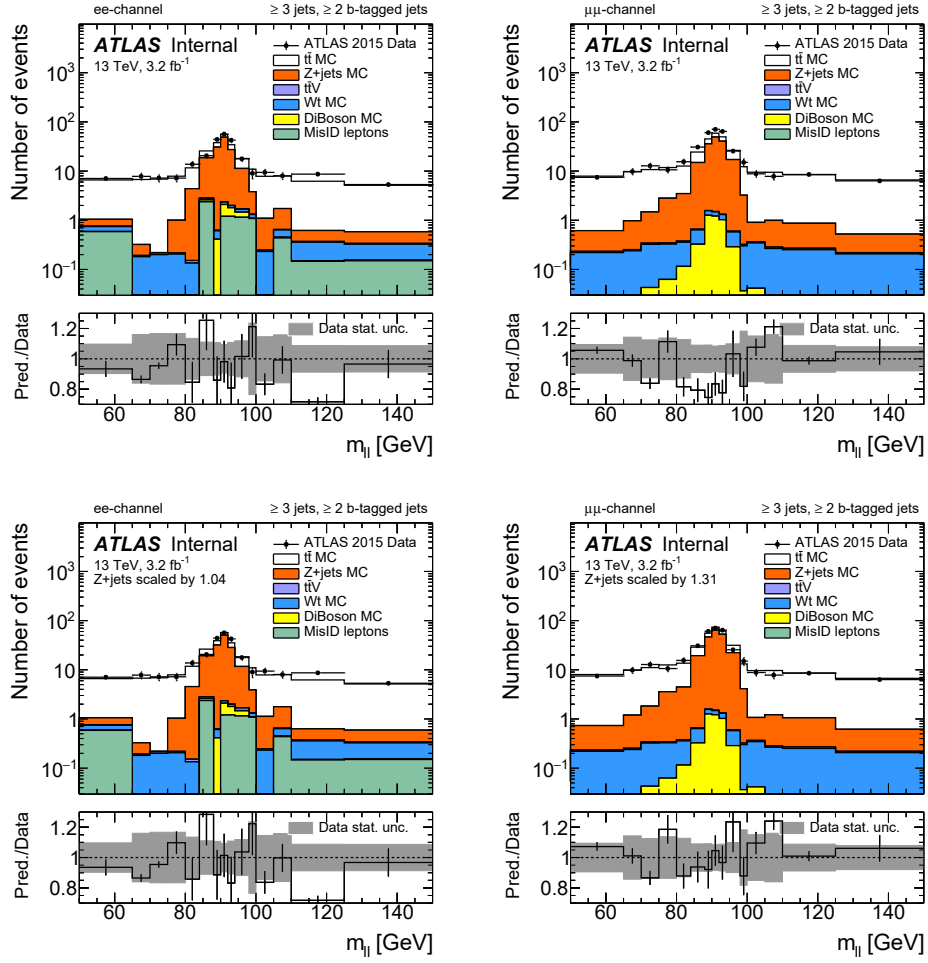 ee-channel ≥ 3 jets, ≥ 2 b-tagged jets
Number of events
10³
10²
10
1
10⁻¹
ATLAS Internal
13 TeV, 3.2 fb⁻¹
ATLAS 2015 Data
tt̄ MC
Z+jets MC
tt̄V
Wt MC
DiBoson MC
MisID leptons
Pred./Data
1.2
1
0.8
Data stat. unc.
60 80 100 120 140
m_ll [GeV]
μμ-channel ≥ 3 jets, ≥ 2 b-tagged jets
Number of events
10³
10²
10
1
10⁻¹
ATLAS Internal
13 TeV, 3.2 fb⁻¹
ATLAS 2015 Data
tt̄ MC
Z+jets MC
tt̄V
Wt MC
DiBoson MC
MisID leptons
Pred./Data
1.2
1
0.8
Data stat. unc.
60 80 100 120 140
m_ll [GeV]
ee-channel ≥ 3 jets, ≥ 2 b-tagged jets
Number of events
10³
10²
10
1
10⁻¹
ATLAS Internal
13 TeV, 3.2 fb⁻¹
Z+jets scaled by 1.04
ATLAS 2015 Data
tt̄ MC
Z+jets MC
tt̄V
Wt MC
DiBoson MC
MisID leptons
Pred./Data
1.2
1
0.8
Data stat. unc.
60 80 100 120 140
m_ll [GeV]
μμ-channel ≥ 3 jets, ≥ 2 b-tagged jets
Number of events
10³
10²
10
1
10⁻¹
ATLAS Internal
13 TeV, 3.2 fb⁻¹
Z+jets scaled by 1.31
ATLAS 2015 Data
tt̄ MC
Z+jets MC
tt̄V
Wt MC
DiBoson MC
MisID leptons
Pred./Data
1.2
1
0.8
Data stat. unc.
60 80 100 120 140
m_ll [GeV]